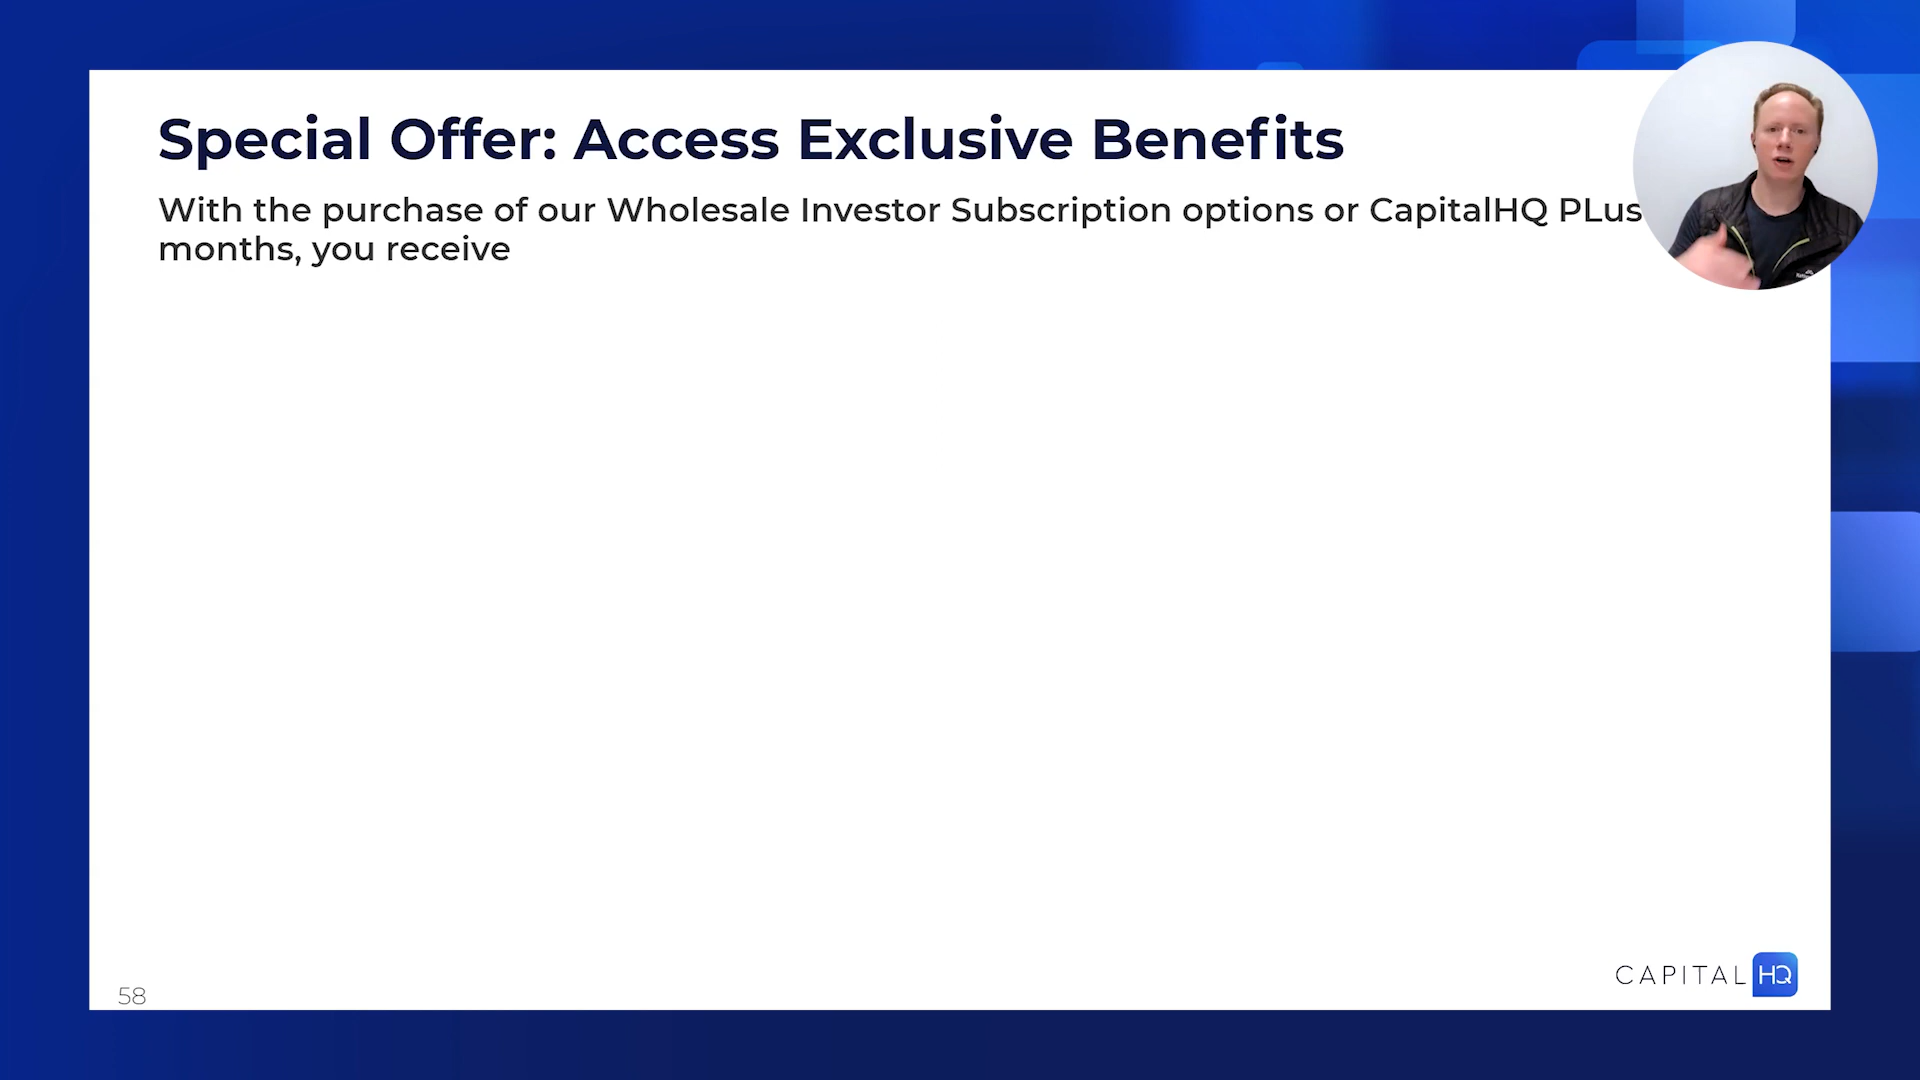 Special Offer: Access Exclusive Benefits
With the purchase of our Wholesale Investor Subscription options or CapitalHQ PLus
months, you receive
58
CAPITAL HQ